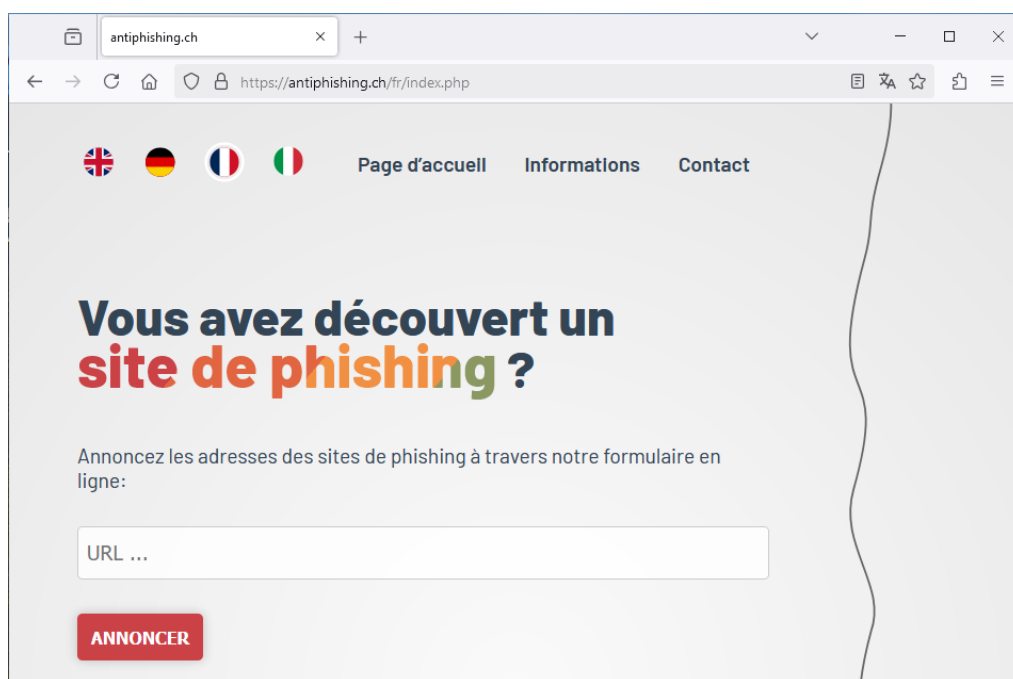 antiphishing.ch
https://antiphishing.ch/fr/index.php
Page d'accueil Informations Contact
Vous avez découvert un
site de phishing ?
Annoncez les adresses des sites de phishing à travers notre formulaire en
ligne:
URL ...
ANNONCER